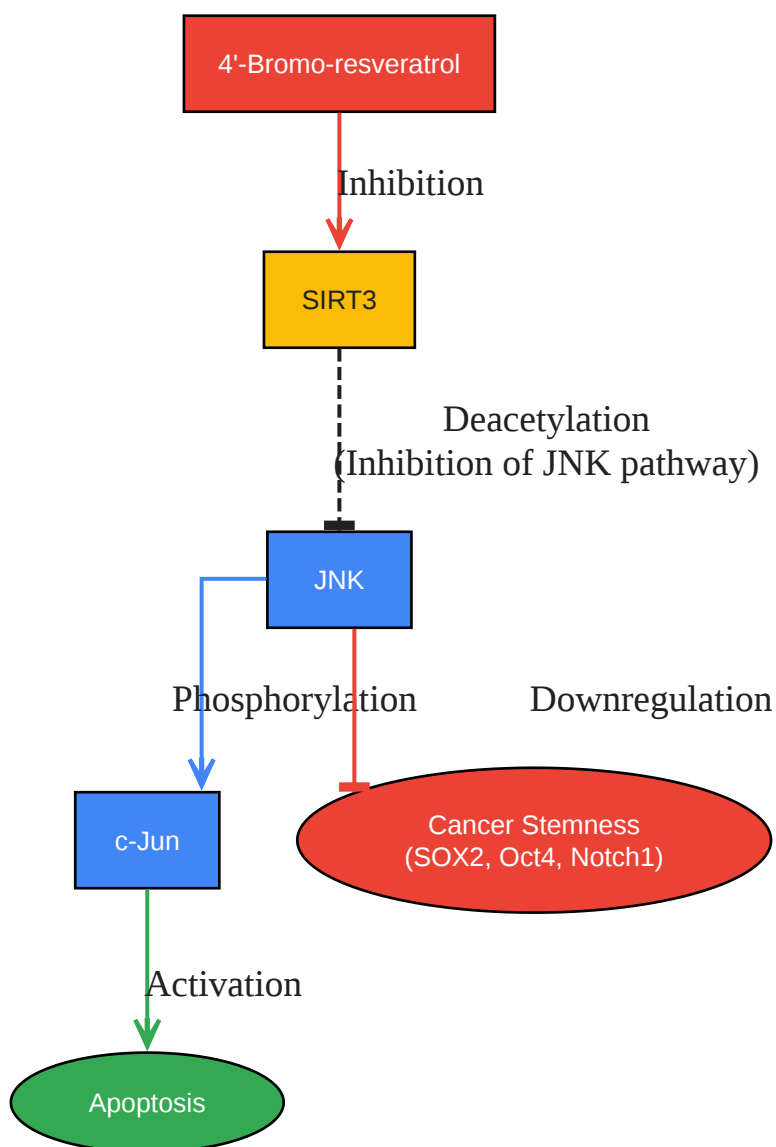 4'-Bromo-resveratrol
Inhibition
SIRT3
Deacetylation
(Inhibition of JNK pathway)
JNK
Phosphorylation
Downregulation
c-Jun
Cancer Stemness
(SOX2, Oct4, Notch1)
Activation
Apoptosis